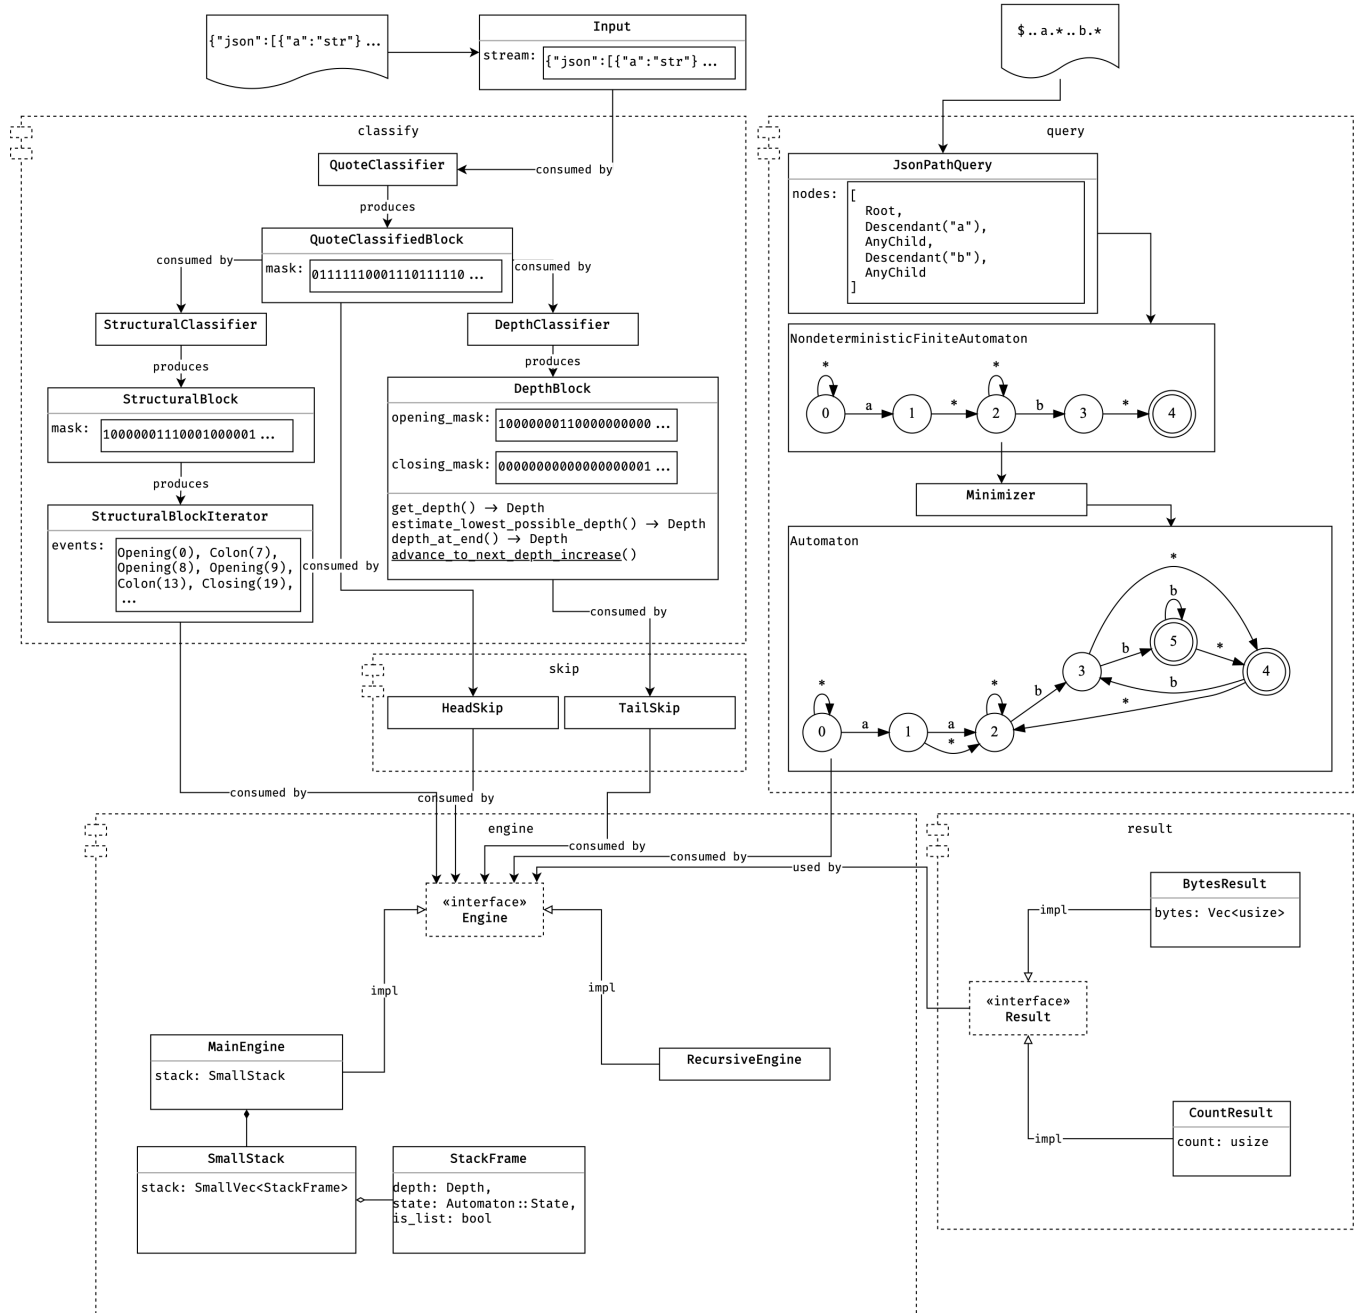 {"json":[{"a":"str"} ...
Input
stream:
{"json":[{"a":"str"} ...
$..a.*..b.*
classify
QuoteClassifier
consumed by
produces
QuoteClassifiedBlock
mask:
01111110001110111110 ...
consumed by
consumed by
StructuralClassifier
DepthClassifier
produces
produces
StructuralBlock
mask:
10000001110001000001 ...
DepthBlock
opening_mask:
10000000110000000000 ...
closing_mask:
00000000000000000001 ...
get_depth() → Depth
estimate_lowest_possible_depth() → Depth
depth_at_end() → Depth
advance_to_next_depth_increase()
produces
StructuralBlockIterator
events:
Opening(0), Colon(7),
Opening(8), Opening(9),
Colon(13), Closing(19),
...
consumed by
consumed by
skip
HeadSkip
TailSkip
query
JsonPathQuery
nodes:
[
Root,
Descendant("a"),
AnyChild,
Descendant("b"),
AnyChild
]
NondeterministicFiniteAutomaton
* *
0 a 1 * 2 b 3 * 4
Minimizer
Automaton
*
b
5
b *
3 4
b
* * b *
0 a 1 a 2
*
consumed by
consumed by
consumed by
consumed by
used by
engine
«interface»
Engine
impl
impl
MainEngine
stack: SmallStack
RecursiveEngine
SmallStack
stack: SmallVec<StackFrame>
StackFrame
depth: Depth,
state: Automaton::State,
is_list: bool
result
BytesResult
bytes: Vec<usize>
impl
«interface»
Result
CountResult
count: usize
impl